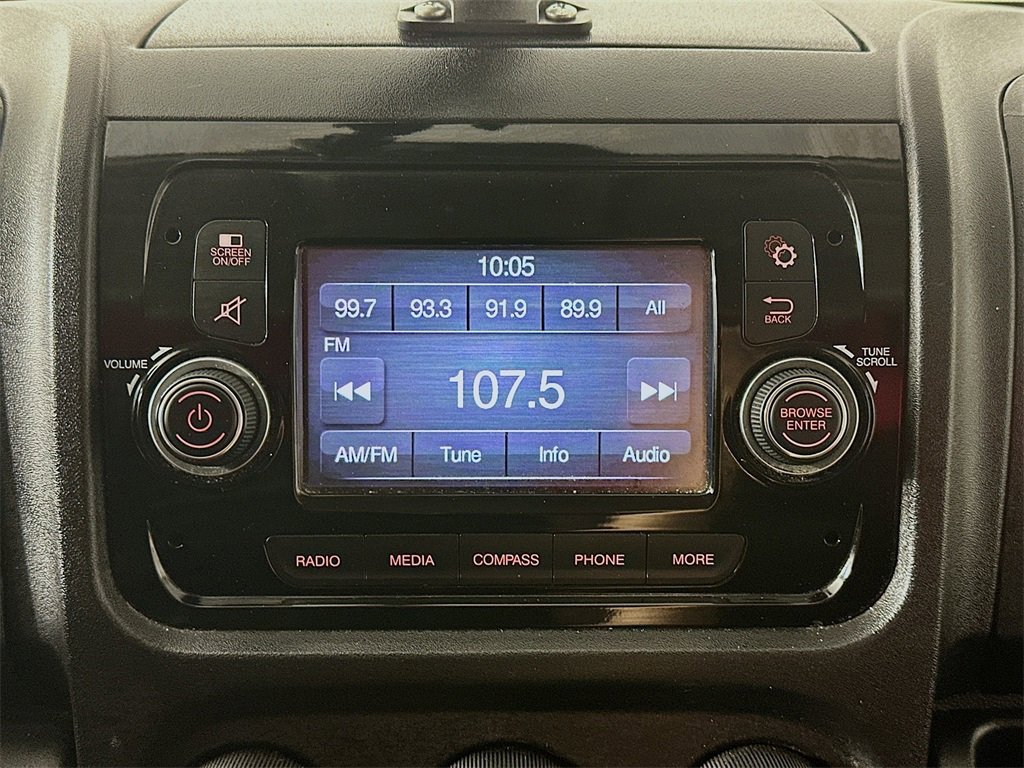 SCREEN
ON/OFF
VOLUME
10:05
99.7 93.3 91.9 89.9 All
FM
107.5
AM/FM Tune Info Audio
BACK
TUNE
SCROLL
BROWSE
ENTER
RADIO MEDIA COMPASS PHONE MORE